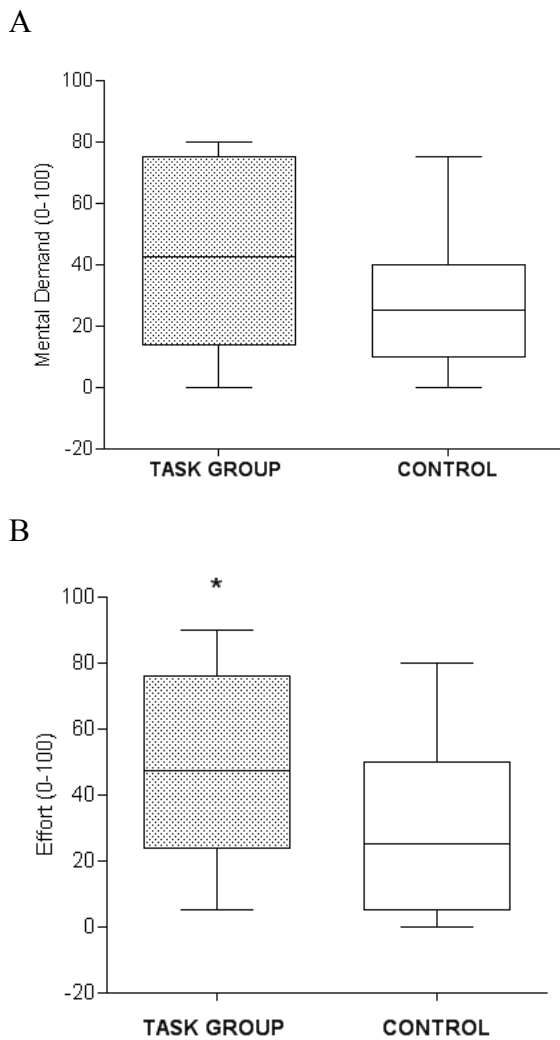 A
100
80
60
40
20
0
-20
Mental Demand (0-100)
TASK GROUP CONTROL
B
*
100
80
60
40
20
0
-20
Effort (0-100)
TASK GROUP CONTROL